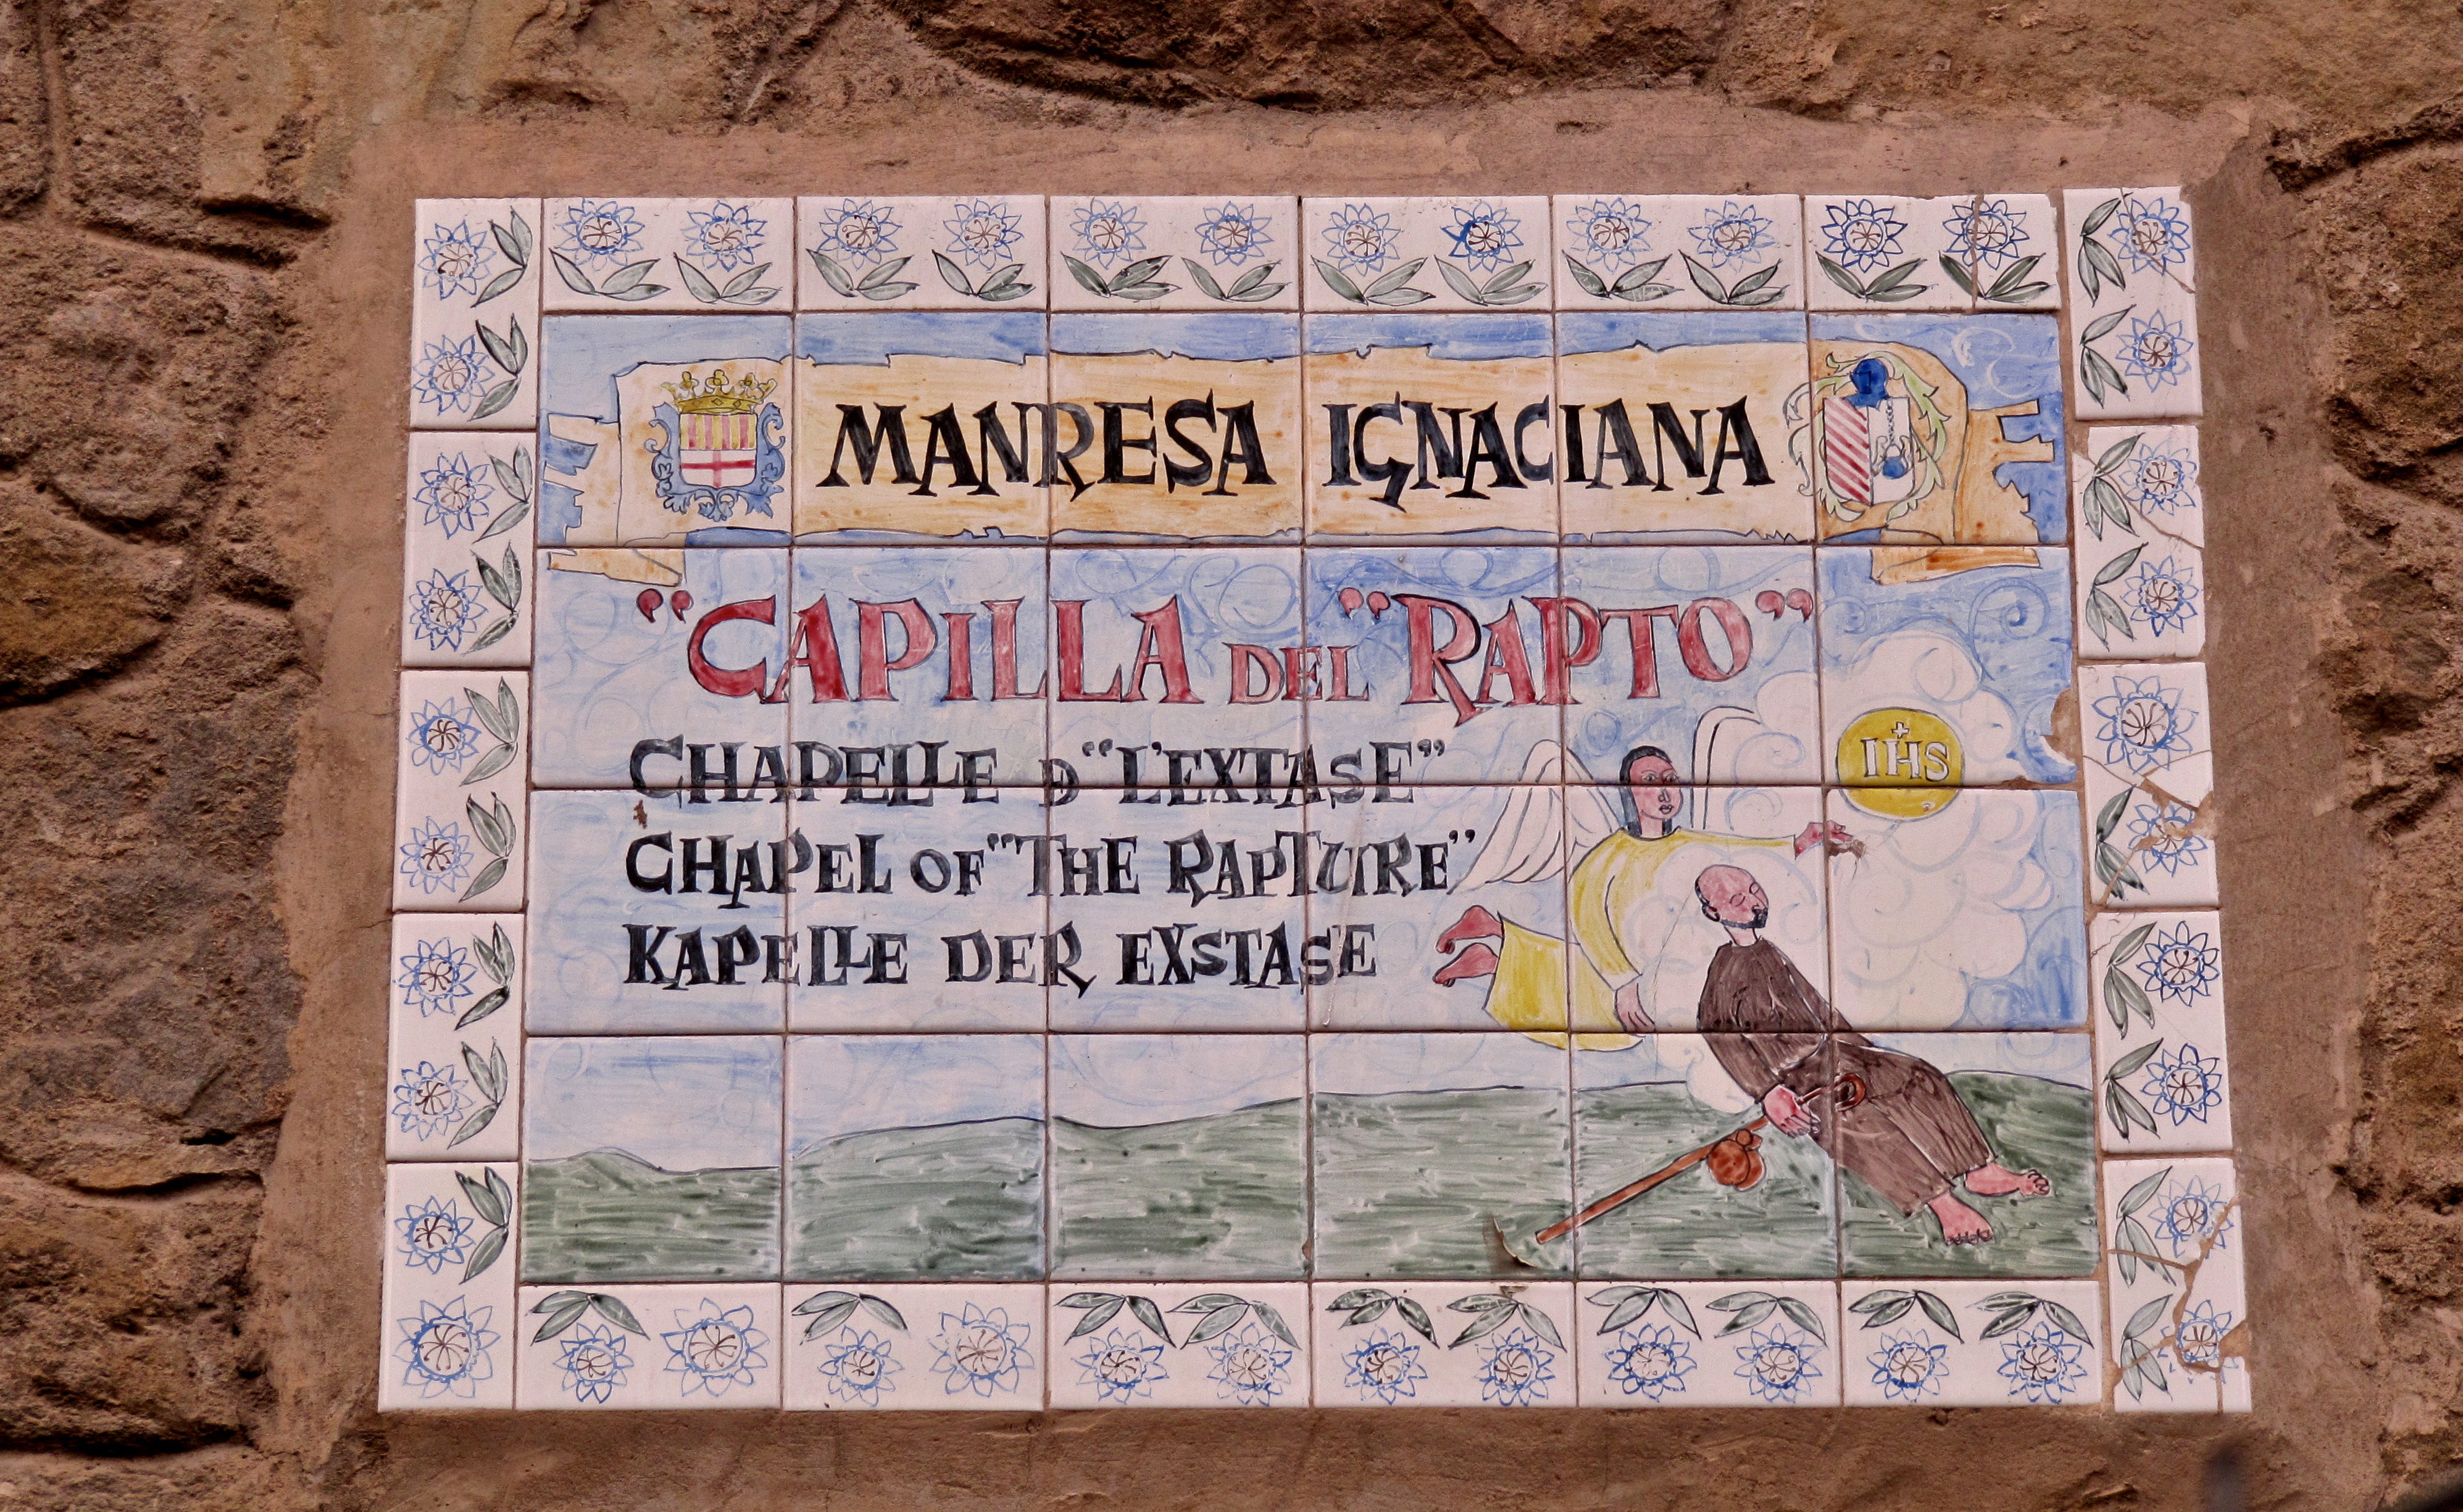 MANRESA IGNACIANA
“CAPILLA DEL “RAPTO”
CHAPELLE D “L'EXTASE”
IHS
CHAPEL OF “THE RAPTURE”
KAPELLE DER EXSTASE